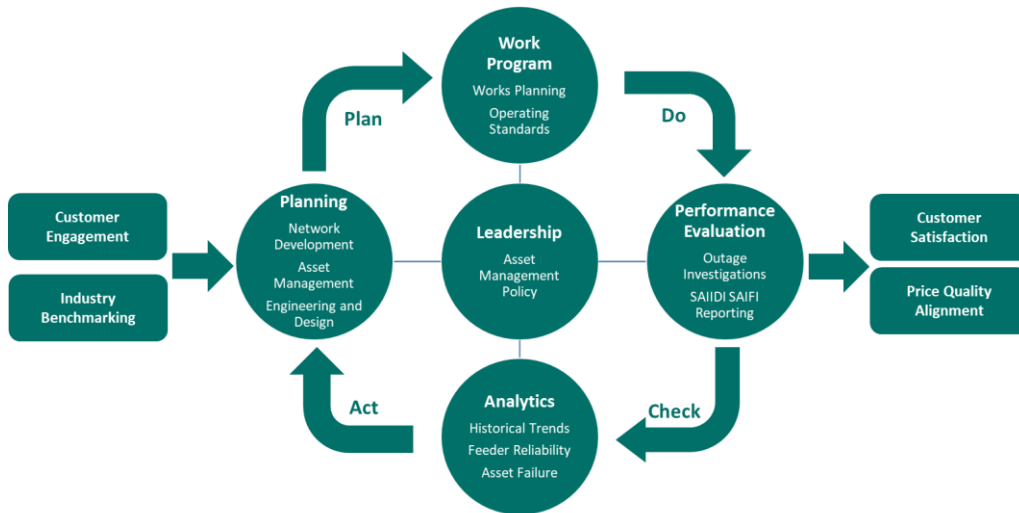 Work
Program
Works Planning
Operating
Standards
Plan
Do
Customer
Engagement
Industry
Benchmarking
Planning
Network
Development
Asset
Management
Engineering and
Design
Leadership
Asset
Management
Policy
Performance
Evaluation
Outage
Investigations
SAIIDI SAIFI
Reporting
Customer
Satisfaction
Price Quality
Alignment
Act
Check
Analytics
Historical Trends
Feeder Reliability
Asset Failure